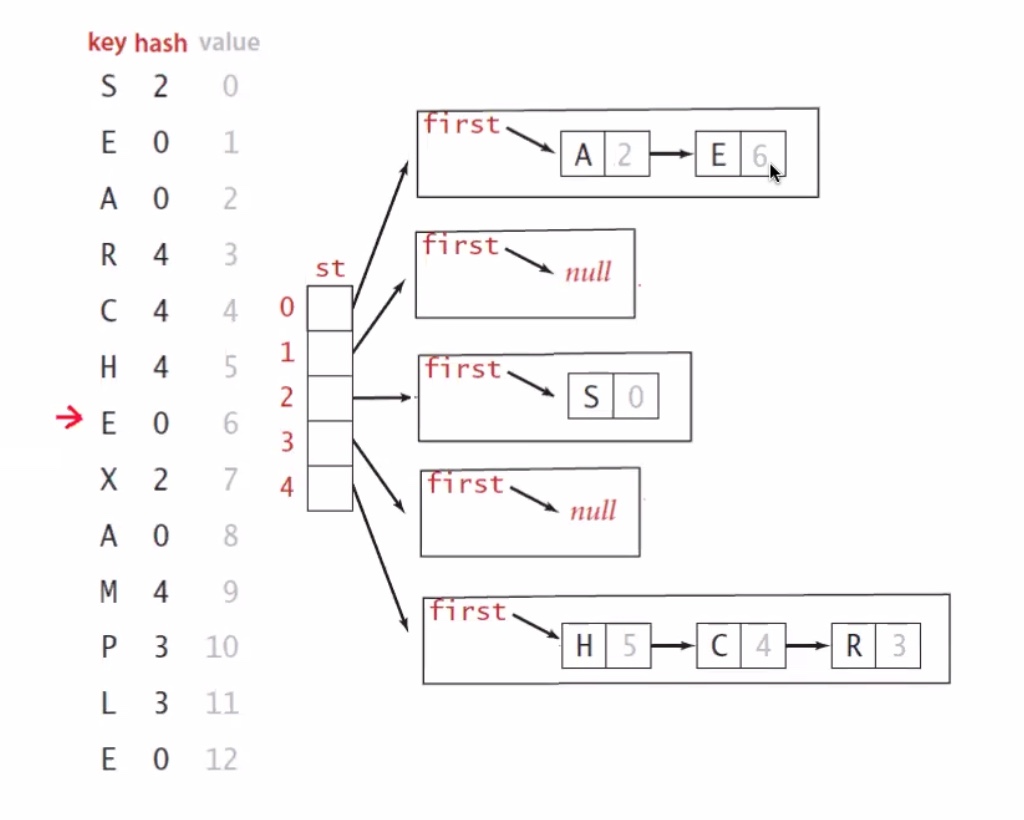 key hash value
S 2 0
E 0 1
A 0 2
R 4 3
C 4 4
H 4 5
E 0 6
X 2 7
A 0 8
M 4 9
P 3 10
L 3 11
E 0 12
st
0
1
2
3
4
first
A 2 E 6
first
null
first
S 0
first
null
first
H 5 C 4 R 3